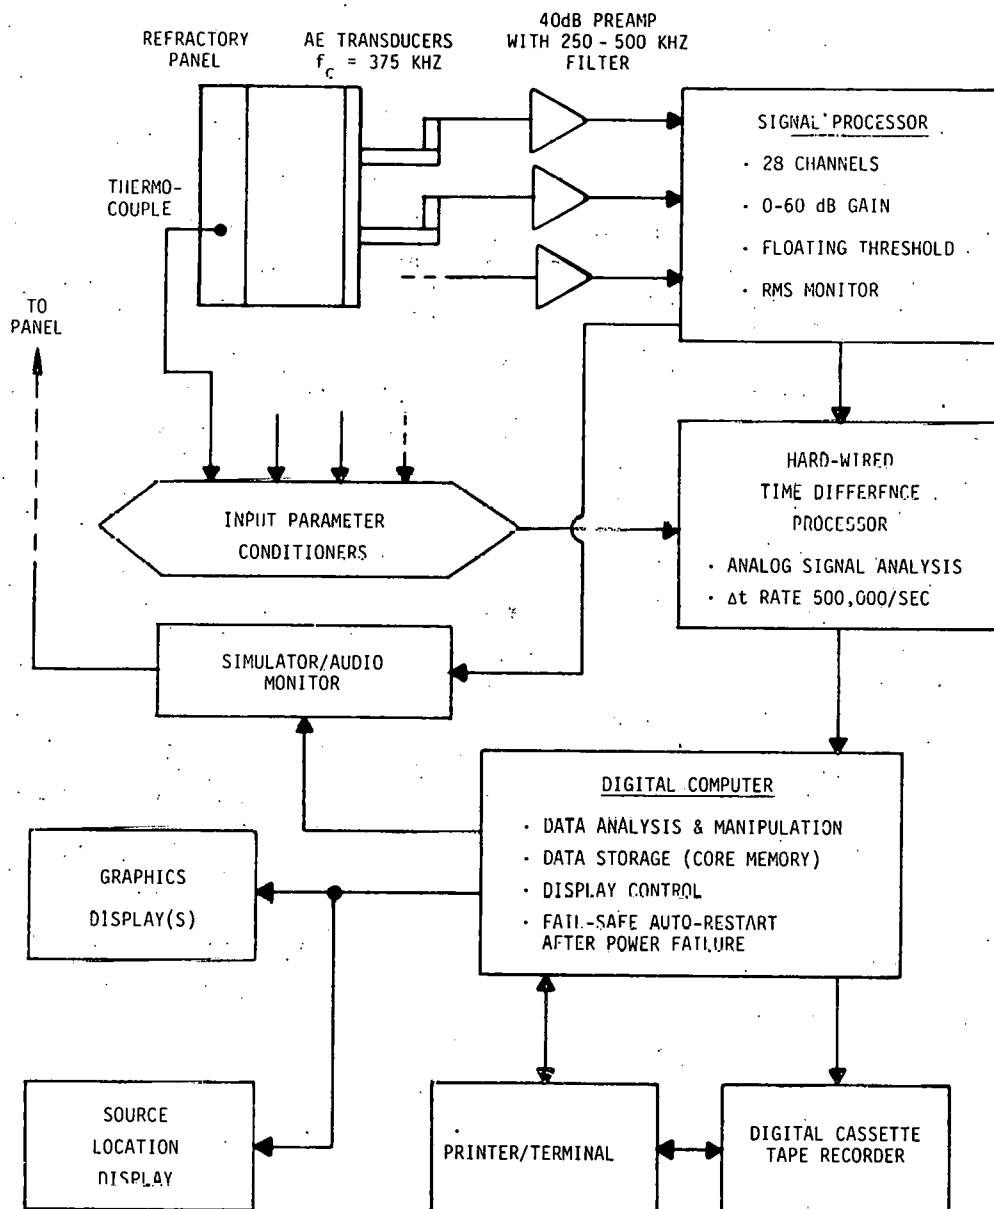 REFRACTORY
PANEL
AE TRANSDUCERS
f_c = 375 KHZ
40dB PREAMP
WITH 250 - 500 KHZ
FILTER
THERMO-
COUPLE
TO
PANEL
SIGNAL PROCESSOR
· 28 CHANNELS
· 0-60 dB GAIN
· FLOATING THRESHOLD
· RMS MONITOR
HARD-WIRED
TIME DIFFERENCE
PROCESSOR
· ANALOG SIGNAL ANALYSIS
· Δt RATE 500,000/SEC
INPUT PARAMETER
CONDITIONERS
SIMULATOR/AUDIO
MONITOR
DIGITAL COMPUTER
· DATA ANALYSIS & MANIPULATION
· DATA STORAGE (CORE MEMORY)
· DISPLAY CONTROL
· FAIL-SAFE AUTO-RESTART
AFTER POWER FAILURE
GRAPHICS
DISPLAY(S)
SOURCE
LOCATION
DISPLAY
PRINTER/TERMINAL
DIGITAL CASSETTE
TAPE RECORDER